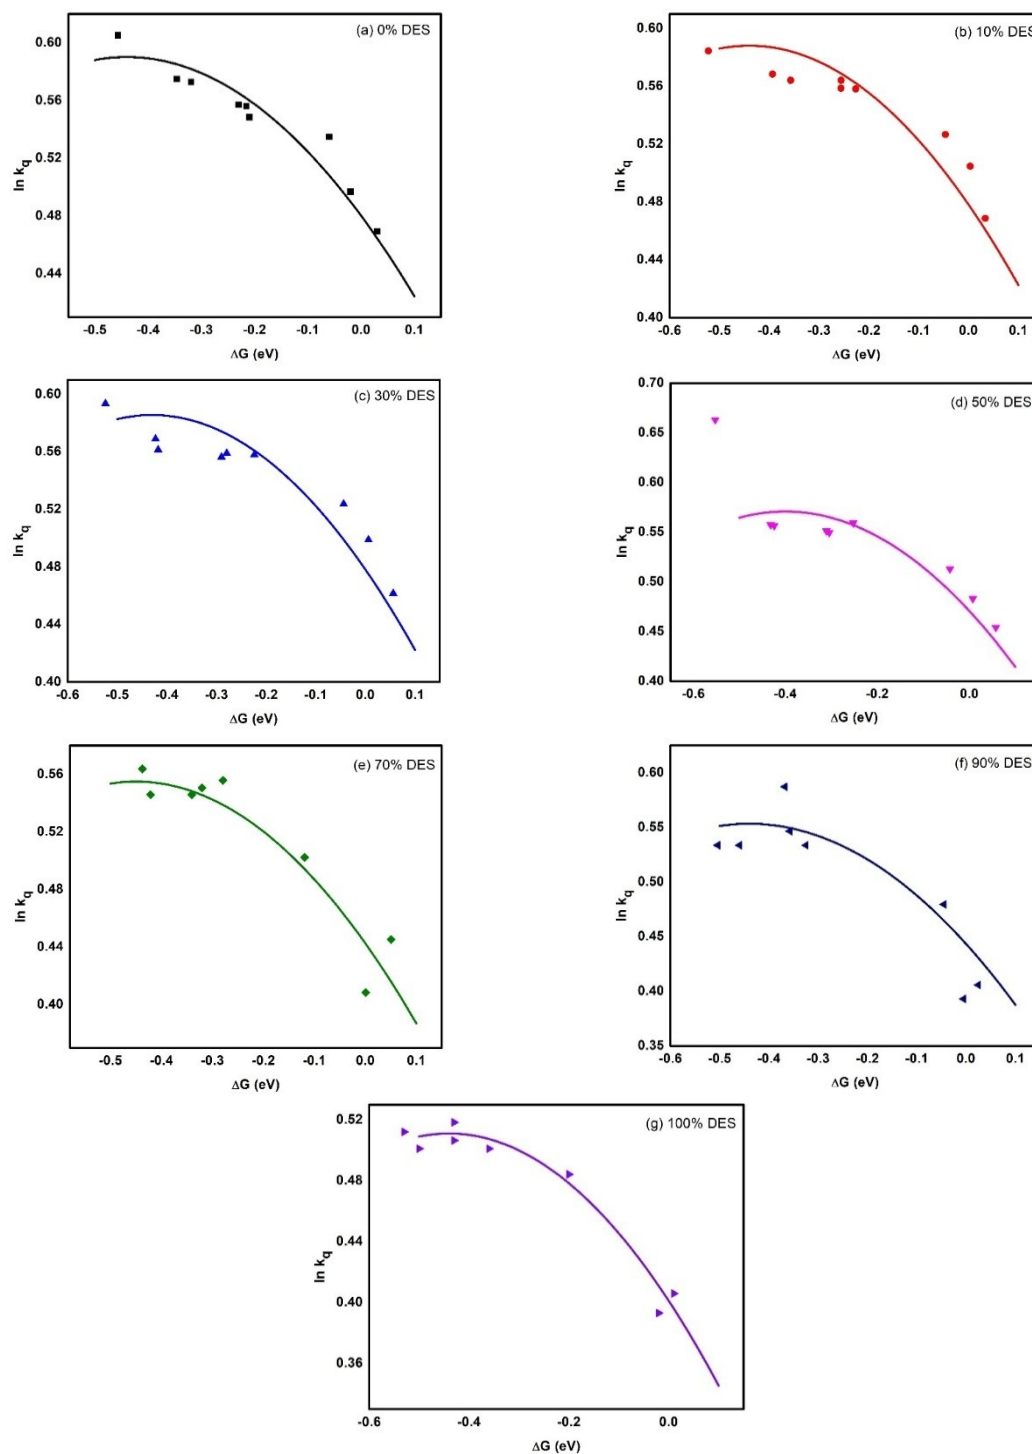 (a) 0% DES
0.60
0.56
0.52
0.48
0.44
ln kq
-0.5 -0.4 -0.3 -0.2 -0.1 0.0 0.1
ΔG (eV)
(b) 10% DES
0.60
0.56
0.52
0.48
0.44
0.40
ln kq
-0.6 -0.5 -0.4 -0.3 -0.2 -0.1 0.0 0.1
ΔG (eV)
(c) 30% DES
0.60
0.56
0.52
0.48
0.44
0.40
ln kq
-0.6 -0.5 -0.4 -0.3 -0.2 -0.1 0.0 0.1
ΔG (eV)
(d) 50% DES
0.70
0.65
0.60
0.55
0.50
0.45
0.40
ln kq
-0.6 -0.4 -0.2 0.0
ΔG (eV)
(e) 70% DES
0.56
0.52
0.48
0.44
0.40
ln kq
-0.5 -0.4 -0.3 -0.2 -0.1 0.0 0.1
ΔG (eV)
(f) 90% DES
0.60
0.55
0.50
0.45
0.40
0.35
ln kq
-0.6 -0.5 -0.4 -0.3 -0.2 -0.1 0.0 0.1
ΔG (eV)
(g) 100% DES
0.52
0.48
0.44
0.40
0.36
ln kq
-0.6 -0.4 -0.2 0.0
ΔG (eV)